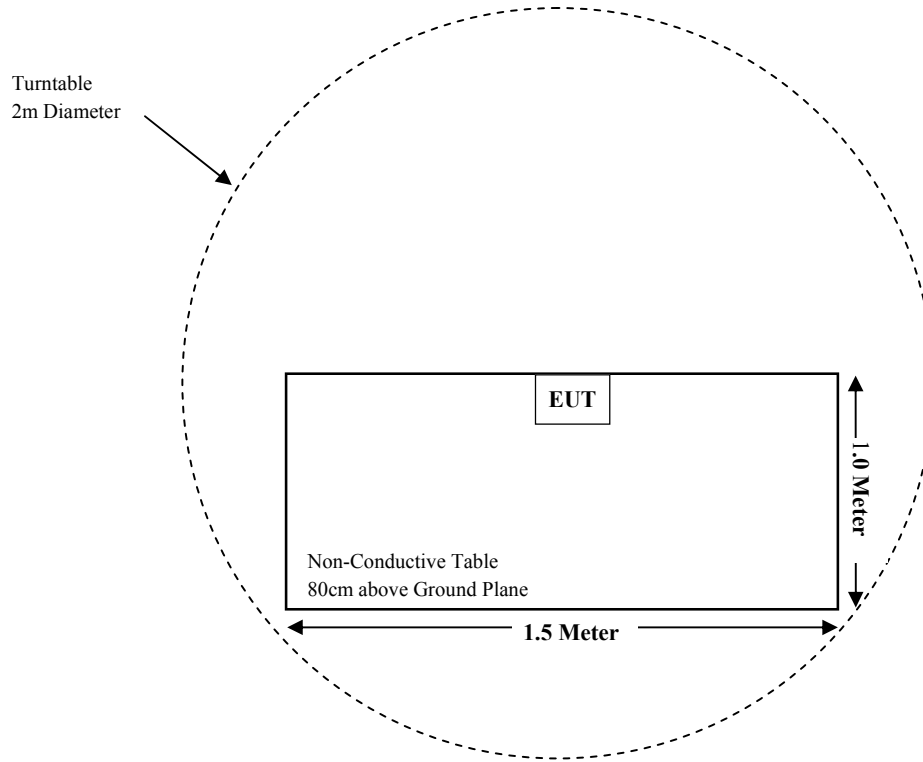 Turntable
2m Diameter
EUT
1.0 Meter
Non-Conductive Table
80cm above Ground Plane
1.5 Meter